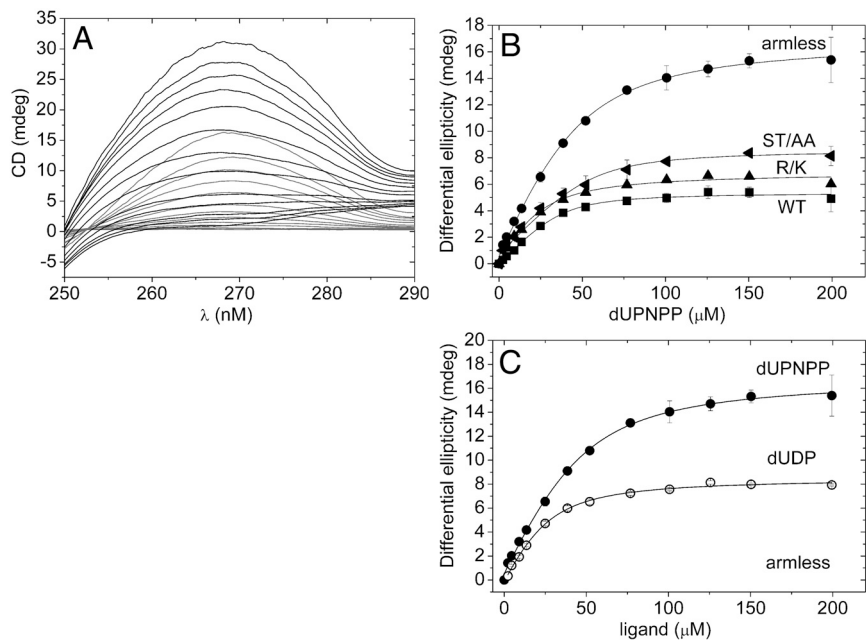 A
CD (mdeg)
35
30
25
20
15
10
5
0
-5
250 260 270 280 290
λ (nM)
B
Differential ellipticity (mdeg)
18
16
14
12
10
8
6
4
2
0
armless
ST/AA
R/K
WT
0 50 100 150 200
dUPNPP (μM)
C
Differential ellipticity (mdeg)
20
18
16
14
12
10
8
6
4
2
0
dUPNPP
dUDP
armless
0 50 100 150 200
ligand (μM)